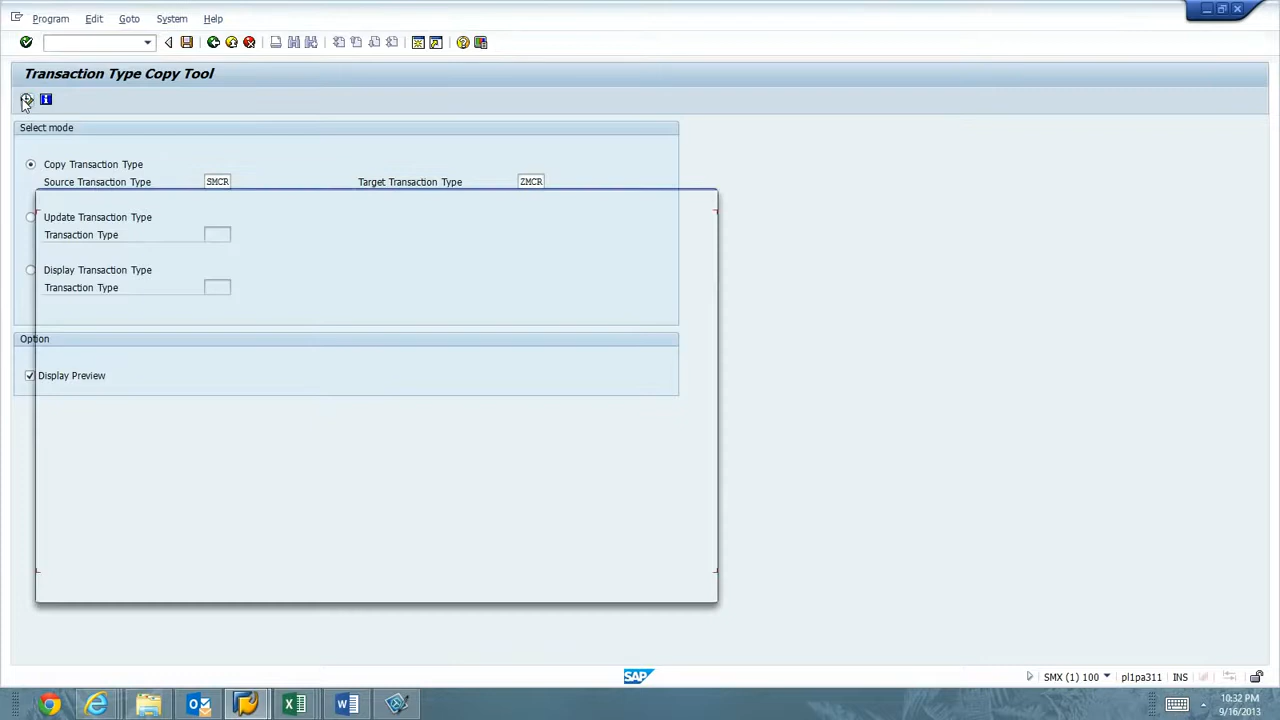 Program Edit Goto System Help
Transaction Type Copy Tool
Select mode
Copy Transaction Type
Source Transaction Type SMCR Target Transaction Type ZMCR
Update Transaction Type
Transaction Type
Display Transaction Type
Transaction Type
Option
Display Preview
SAP SMX (1) 100 pl1pa311 INS
10:32 PM
9/16/2013